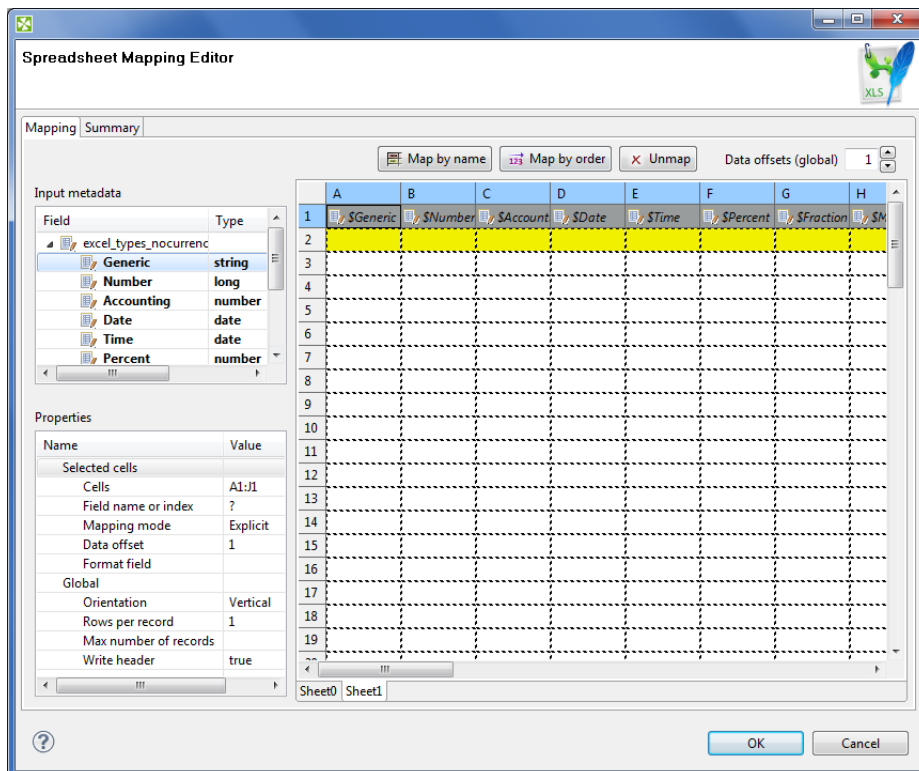 Spreadsheet Mapping Editor
XLS
Mapping Summary
Map by name 123 Map by order Unmap Data offsets (global) 1
Input metadata
Field Type
excel_types_nocurrenc
Generic string
Number long
Accounting number
Date date
Time date
Percent number
A B C D E F G H
1 $Generic $Number $Account $Date $Time $Percent $Fraction $M
2
3
4
5
6
7
8
9
10
11
12
13
14
15
16
17
18
19
Properties
Name Value
Selected cells
Cells A1:J1
Field name or index ?
Mapping mode Explicit
Data offset 1
Format field
Global
Orientation Vertical
Rows per record 1
Max number of records
Write header true
Sheet0 Sheet1
? OK Cancel